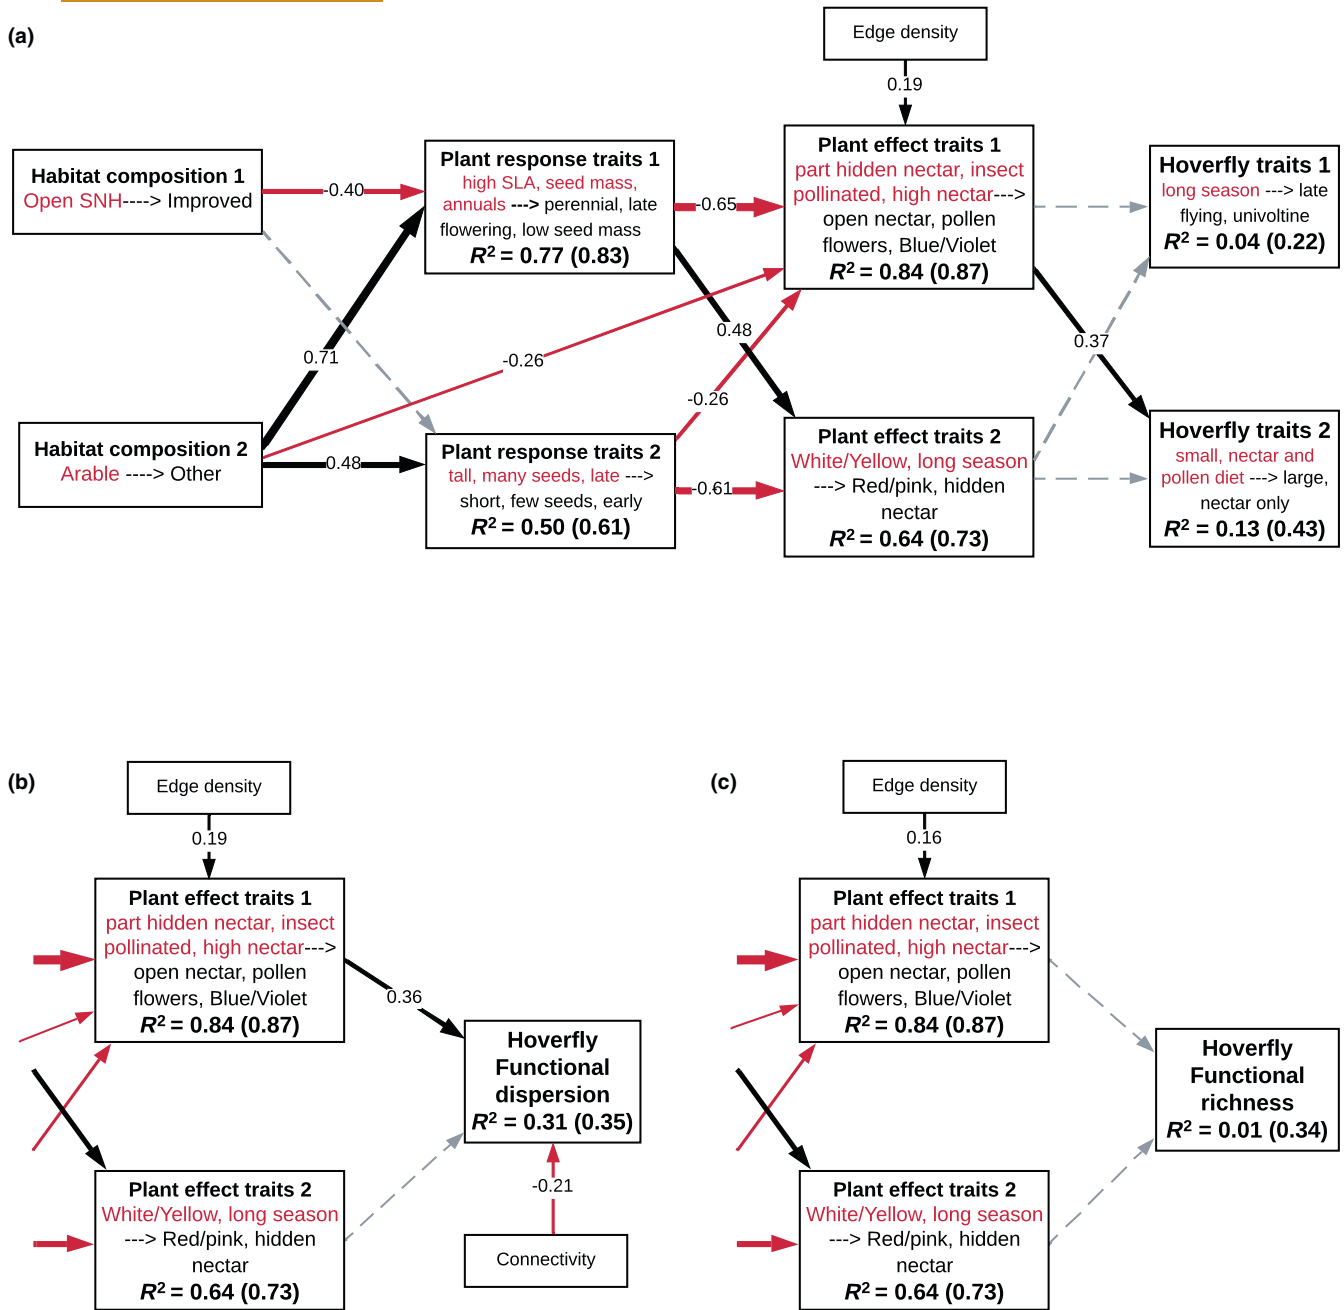 (a)
Edge density
0.19
Habitat composition 1
Open SNH----> Improved
-0.40
Plant response traits 1
high SLA, seed mass,
annuals ---> perennial, late
flowering, low seed mass
R² = 0.77 (0.83)
-0.65
Plant effect traits 1
part hidden nectar, insect
pollinated, high nectar--->
open nectar, pollen
flowers, Blue/Violet
R² = 0.84 (0.87)
Hoverfly traits 1
long season ---> late
flying, univoltine
R² = 0.04 (0.22)
0.71
-0.26
0.48
0.37
-0.26
Habitat composition 2
Arable ----> Other
0.48
Plant response traits 2
tall, many seeds, late --->
short, few seeds, early
R² = 0.50 (0.61)
-0.61
Plant effect traits 2
White/Yellow, long season
---> Red/pink, hidden
nectar
R² = 0.64 (0.73)
Hoverfly traits 2
small, nectar and
pollen diet ---> large,
nectar only
R² = 0.13 (0.43)
(b)
Edge density
0.19
Plant effect traits 1
part hidden nectar, insect
pollinated, high nectar--->
open nectar, pollen
flowers, Blue/Violet
R² = 0.84 (0.87)
0.36
Hoverfly
Functional
dispersion
R² = 0.31 (0.35)
-0.21
Connectivity
Plant effect traits 2
White/Yellow, long season
---> Red/pink, hidden
nectar
R² = 0.64 (0.73)
(c)
Edge density
0.16
Plant effect traits 1
part hidden nectar, insect
pollinated, high nectar--->
open nectar, pollen
flowers, Blue/Violet
R² = 0.84 (0.87)
Hoverfly
Functional
richness
R² = 0.01 (0.34)
Plant effect traits 2
White/Yellow, long season
---> Red/pink, hidden
nectar
R² = 0.64 (0.73)